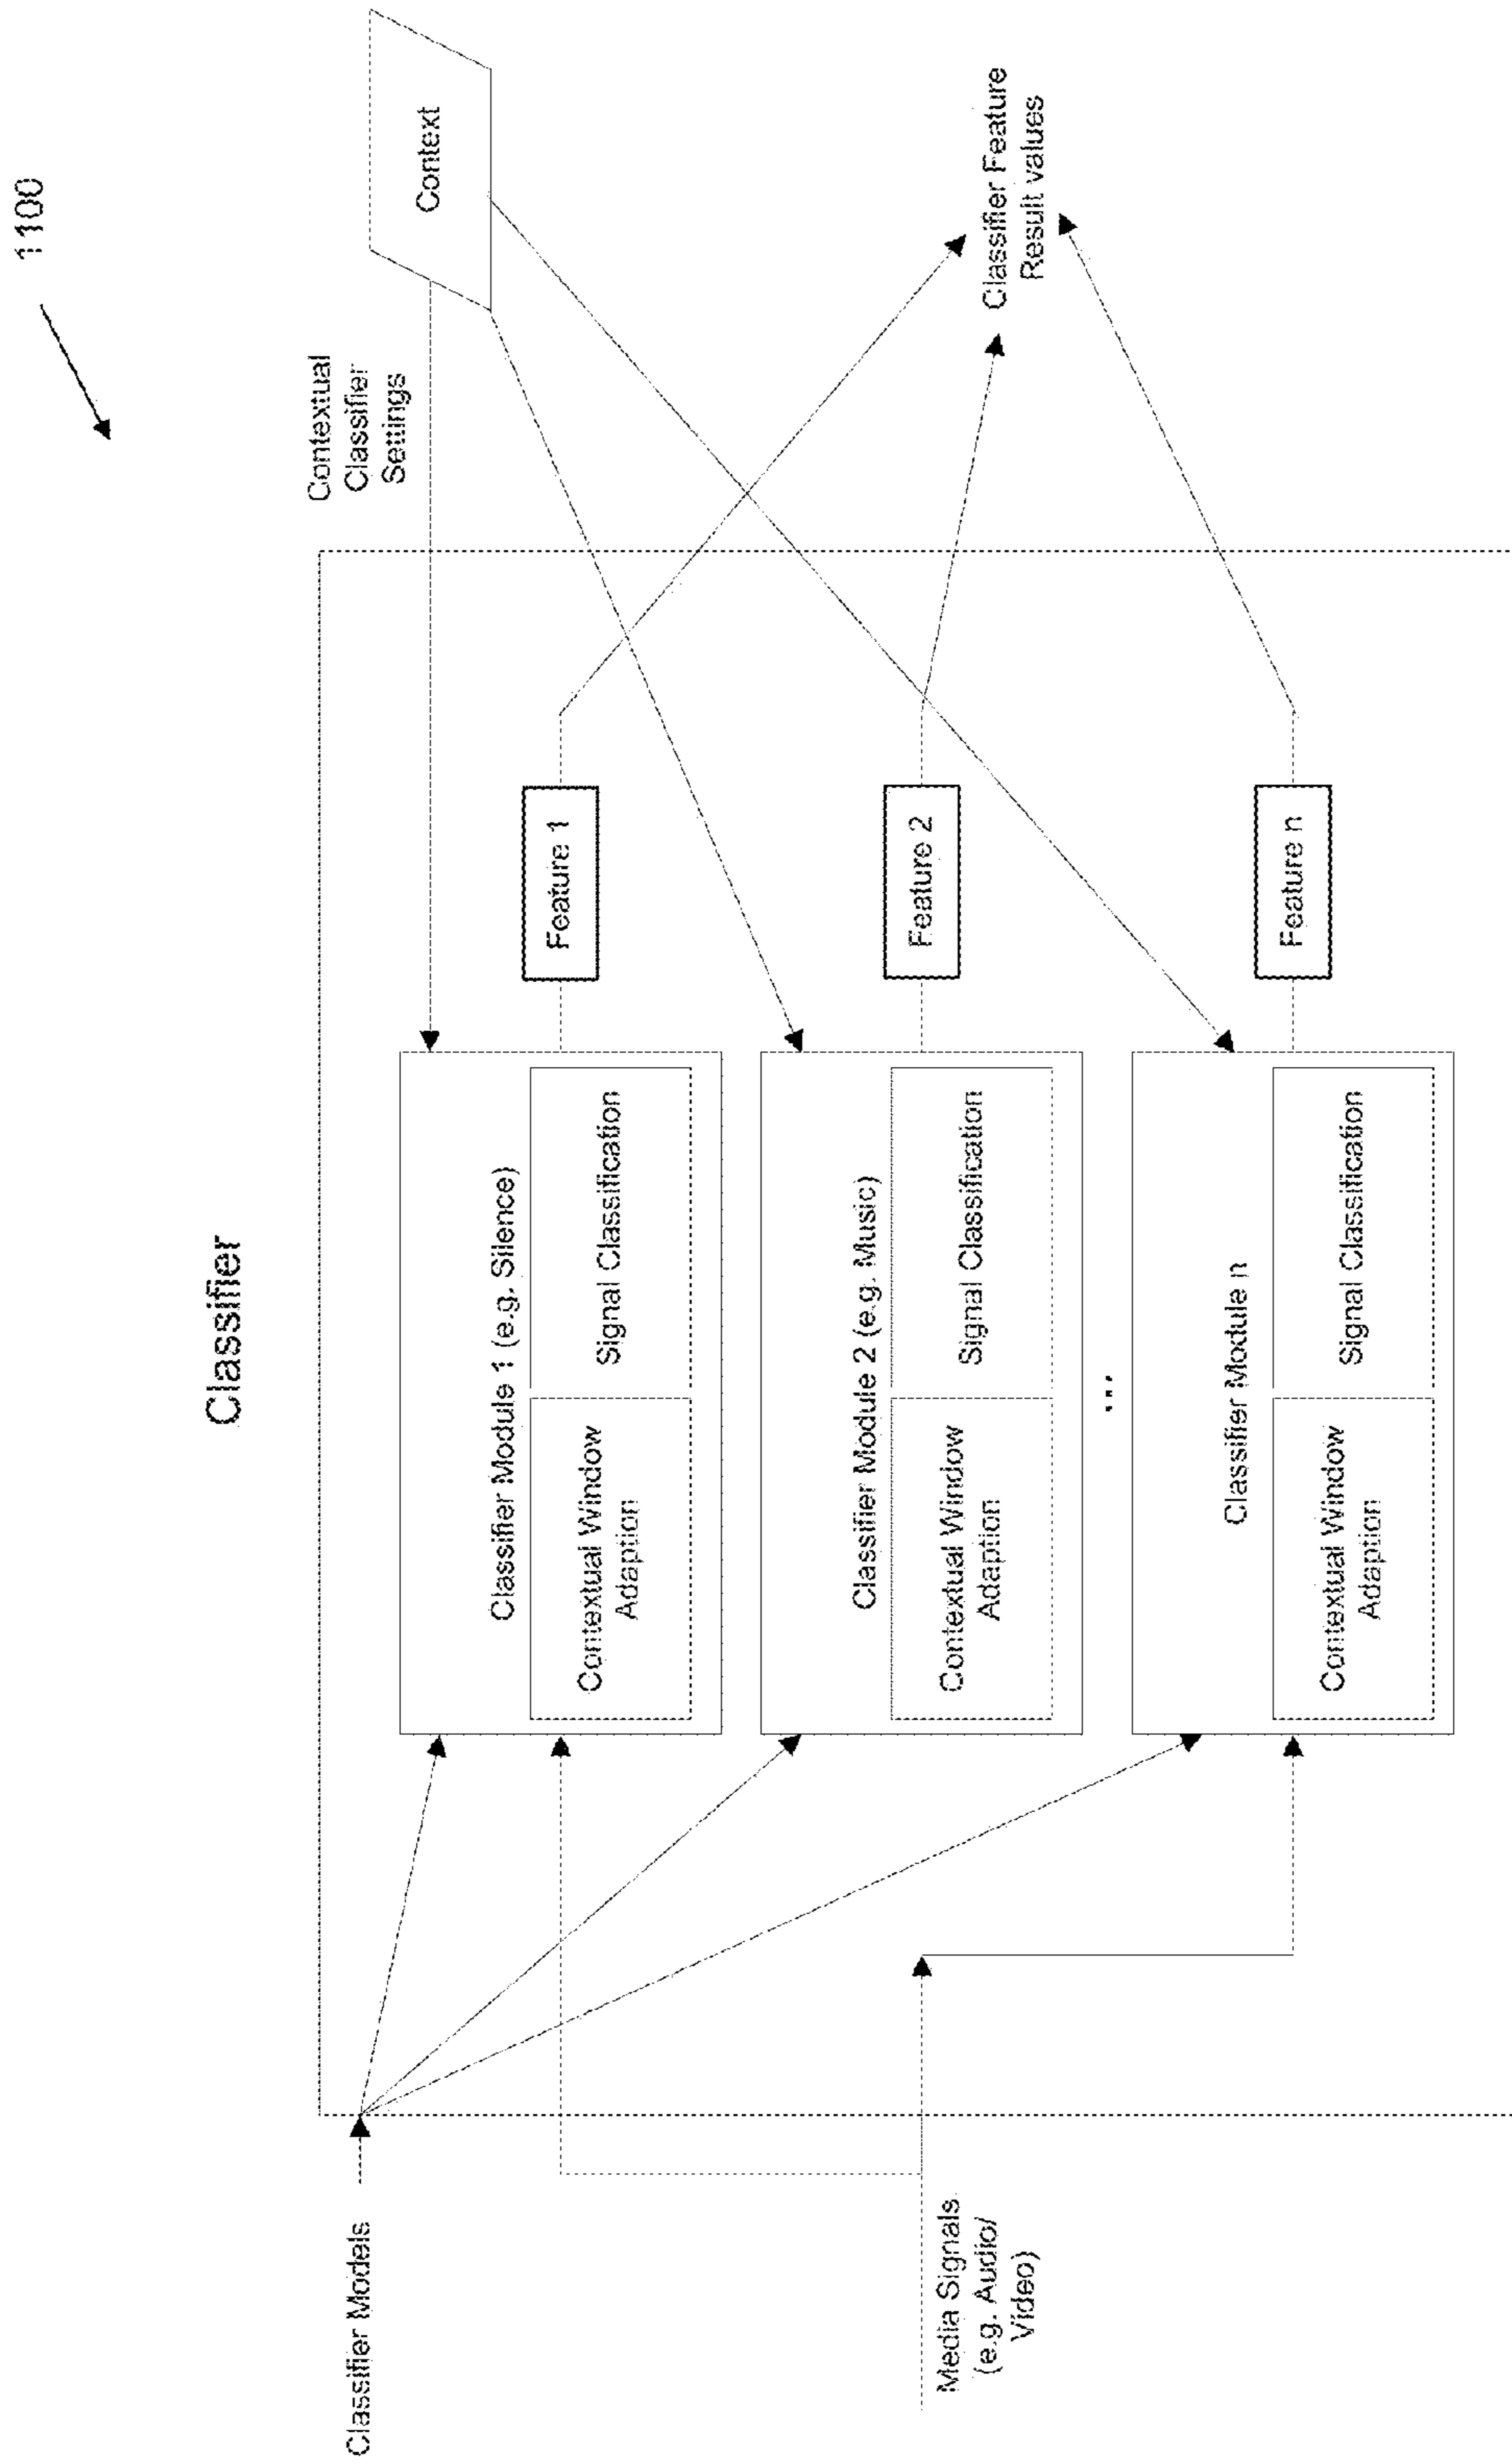 1100
Classifier
Classifier Models
Contextual
Classifier
Settings
Context
Classifier Module 1 (e.g. Silence)
Contextual Window
Adaption
Signal Classification
Feature 1
Media Signals
(e.g. Audio/
Video)
Classifier Module 2 (e.g. Music)
Contextual Window
Adaption
Signal Classification
Feature 2
Classifier Feature
Result values
...
Classifier Module n
Contextual Window
Adaption
Signal Classification
Feature n